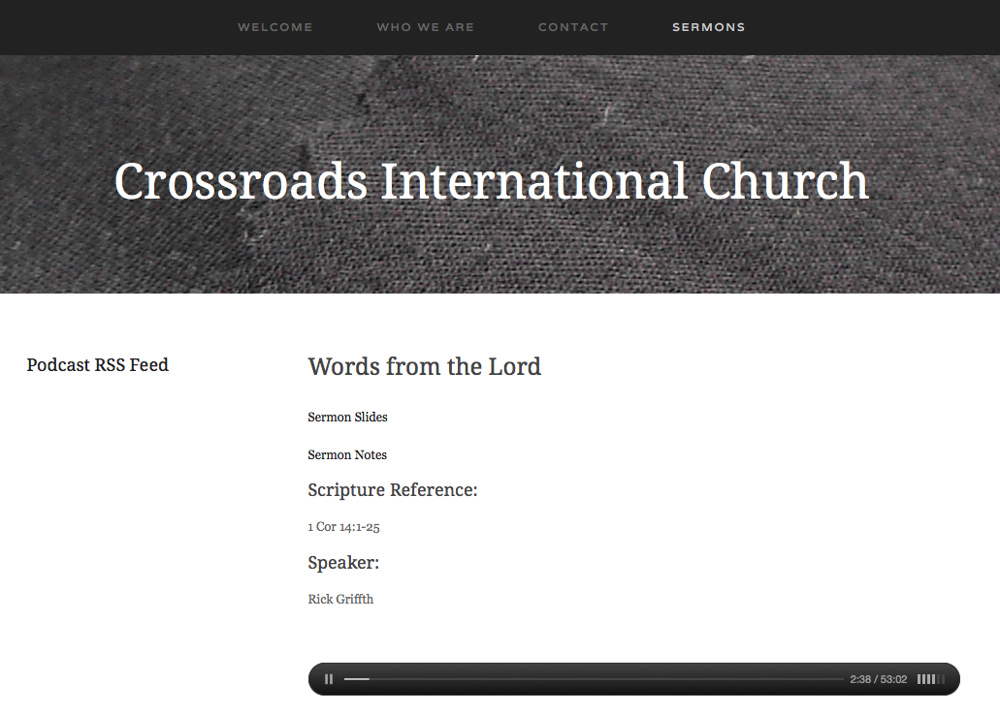 WELCOME WHO WE ARE CONTACT SERMONS
Crossroads International Church
Podcast RSS Feed
Words from the Lord
Sermon Slides
Sermon Notes
Scripture Reference:
1 Cor 14:1-25
Speaker:
Rick Griffth
2:38 / 53:02